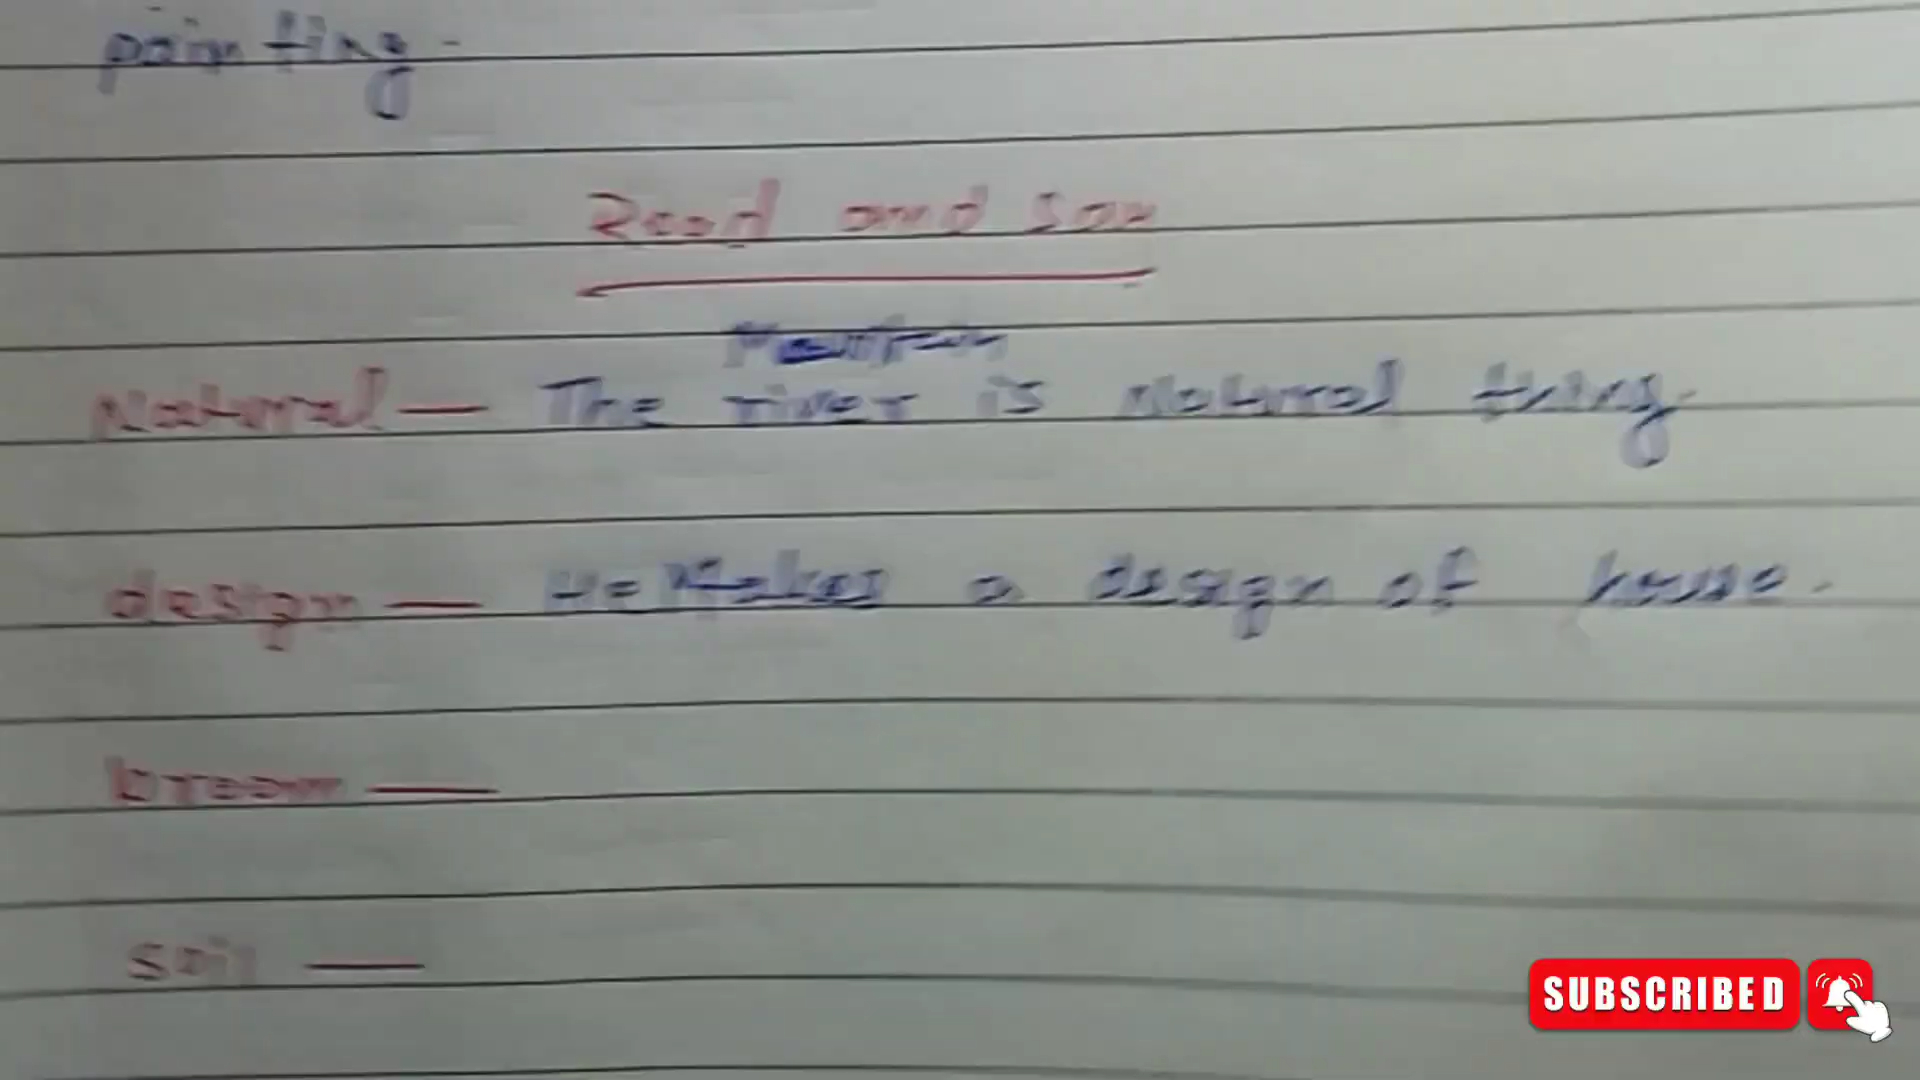 painting.
Read and say
Mountain
Natural — The river is Natural thing.
design — He Makes a design of house.
broom —
soil —
SUBSCRIBED